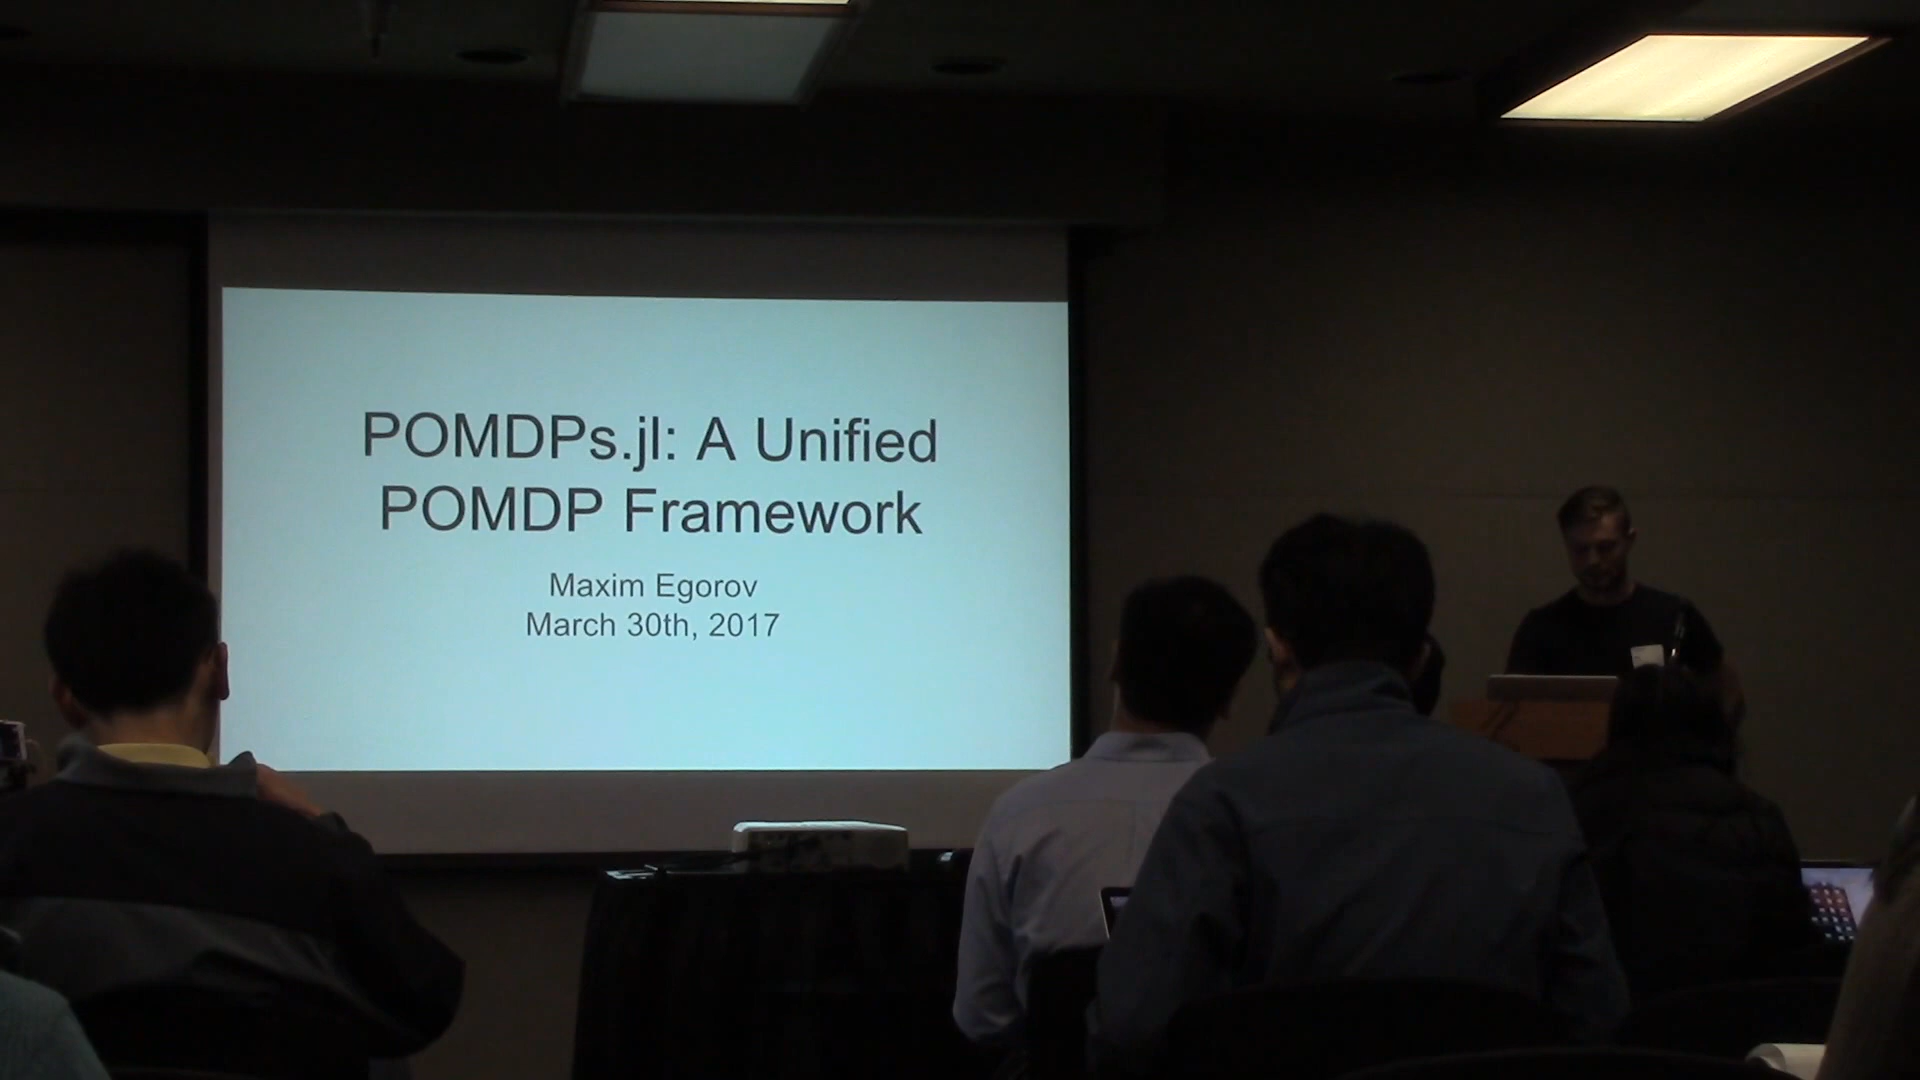 POMDPs.jl: A Unified
POMDP Framework
Maxim Egorov
March 30th, 2017